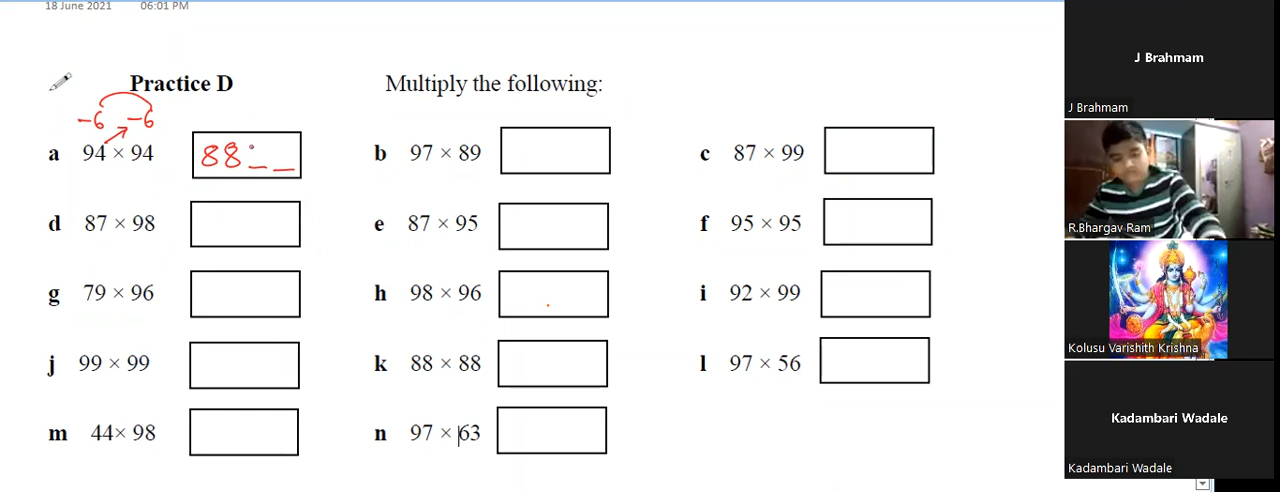 18 June 2021 06:01 PM
Practice D Multiply the following:
-6 -6
a 94 × 94 88 _ _
b 97 × 89
c 87 × 99
d 87 × 98
e 87 × 95
f 95 × 95
g 79 × 96
h 98 × 96
i 92 × 99
j 99 × 99
k 88 × 88
l 97 × 56
m 44× 98
n 97 × 63
J Brahmam
J Brahmam
R.Bhargav Ram
Kolusu Varishith Krishna
Kadambari Wadale
Kadambari Wadale